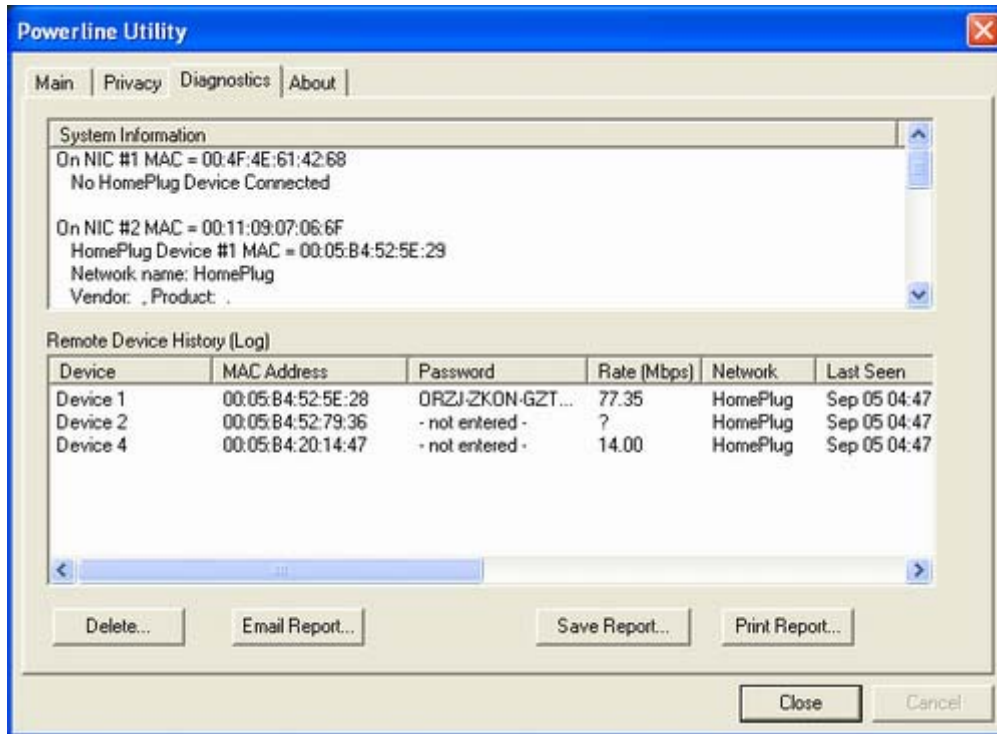 Powerline Utility
Main Privacy Diagnostics About
System Information
On NIC #1 MAC = 00:4F:4E:61:42:68
No HomePlug Device Connected
On NIC #2 MAC = 00:11:09:07:06:6F
HomePlug Device #1 MAC = 00:05:B4:52:5E:29
Network name: HomePlug
Vendor: , Product: .
Remote Device History (Log)
Device MAC Address Password Rate (Mbps) Network Last Seen
Device 1 00:05:B4:52:5E:28 ORZJ-ZKON-GZT... 77.35 HomePlug Sep 05 04:47
Device 2 00:05:B4:52:79:36 - not entered - ? HomePlug Sep 05 04:47
Device 4 00:05:B4:20:14:47 - not entered - 14.00 HomePlug Sep 05 04:47
Delete... Email Report... Save Report... Print Report...
Close Cancel